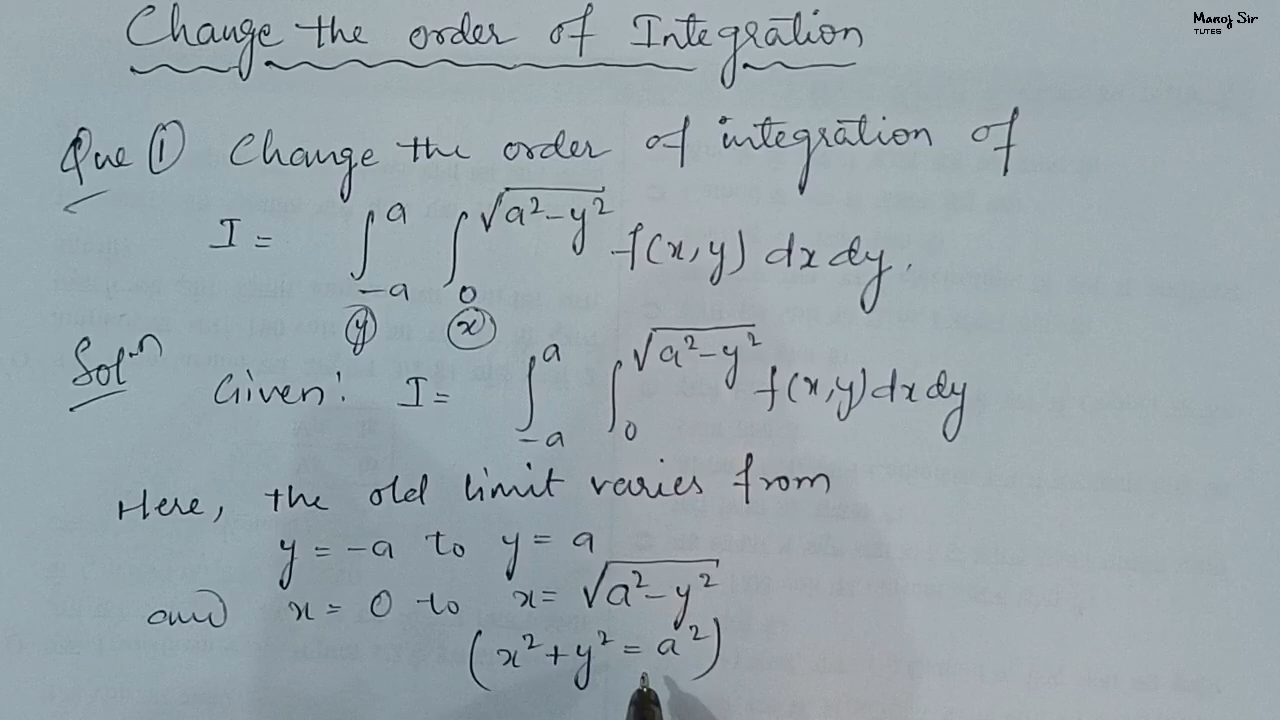 Manoj Sir
TUTES
Change the order of Integration
Que ① Change the order of integration of
I = ∫_{-a}^{a} ∫_{0}^{√(a²-y²)} f(x,y) dx dy.
(y) (x)
Solⁿ Given: I = ∫_{-a}^{a} ∫_{0}^{√(a²-y²)} f(x,y) dx dy
Here, the old limit varies from
y = -a to y = a
and x = 0 to x = √(a²-y²)
(x² + y² = a²)